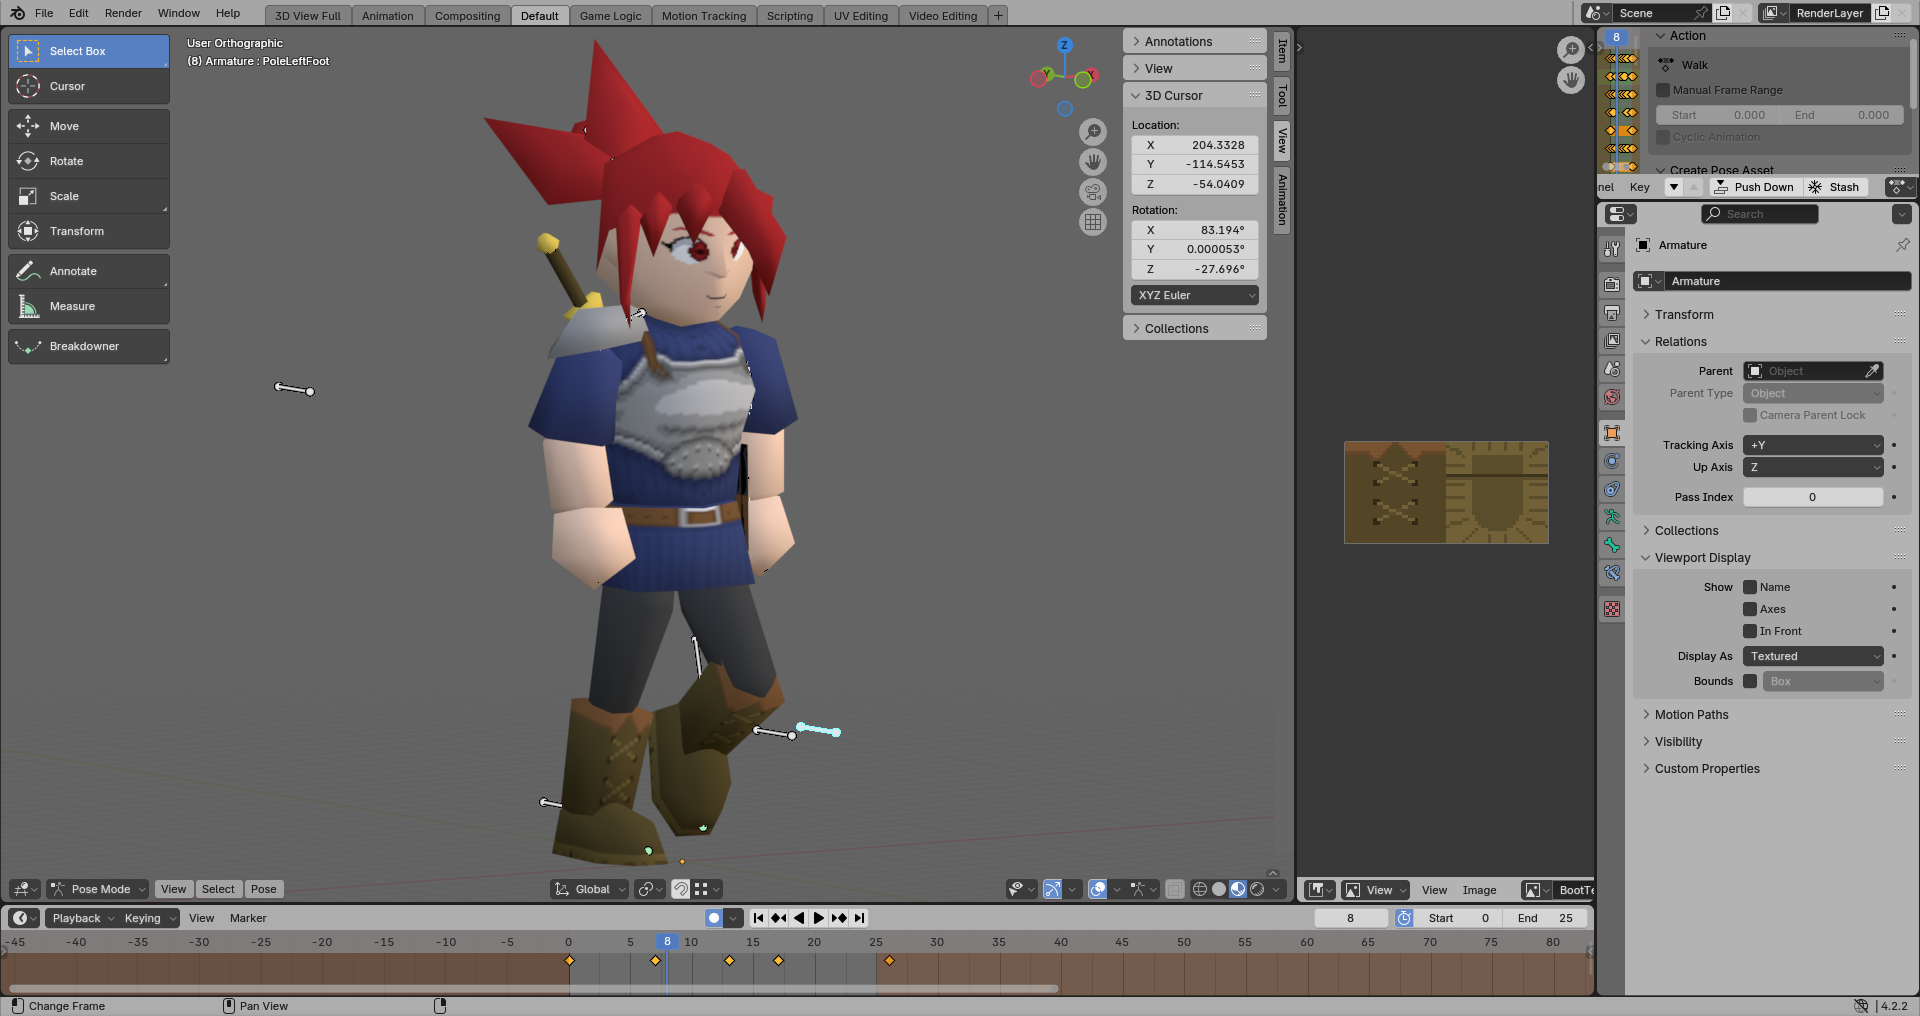 File Edit Render Window Help
3D View Full Animation Compositing Default Game Logic Motion Tracking Scripting UV Editing Video Editing +
Scene
RenderLayer
Select Box
Cursor
Move
Rotate
Scale
Transform
Annotate
Measure
Breakdowner
User Orthographic
(8) Armature : PoleLeftFoot
Z
Y
X
Annotations
View
3D Cursor
Location:
X 204.3328
Y -114.5453
Z -54.0409
Rotation:
X 83.194°
Y 0.000053°
Z -27.696°
XYZ Euler
Collections
Item
Tool
View
Animation
8
Action
Walk
Manual Frame Range
Start 0.000 End 0.000
Cyclic Animation
Create Pose Asset
nel Key Push Down Stash
Search
Armature
Armature
Transform
Relations
Parent Object
Parent Type Object
Camera Parent Lock
Tracking Axis +Y
Up Axis Z
Pass Index 0
Collections
Viewport Display
Show Name
Axes
In Front
Display As Textured
Bounds Box
Motion Paths
Visibility
Custom Properties
Pose Mode View Select Pose
Global
View View Image BootTe
Playback Keying View Marker
8 Start 0 End 25
-45 -40 -35 -30 -25 -20 -15 -10 -5 0 5 8 10 15 20 25 30 35 40 45 50 55 60 65 70 75 80
Change Frame Pan View
4.2.2